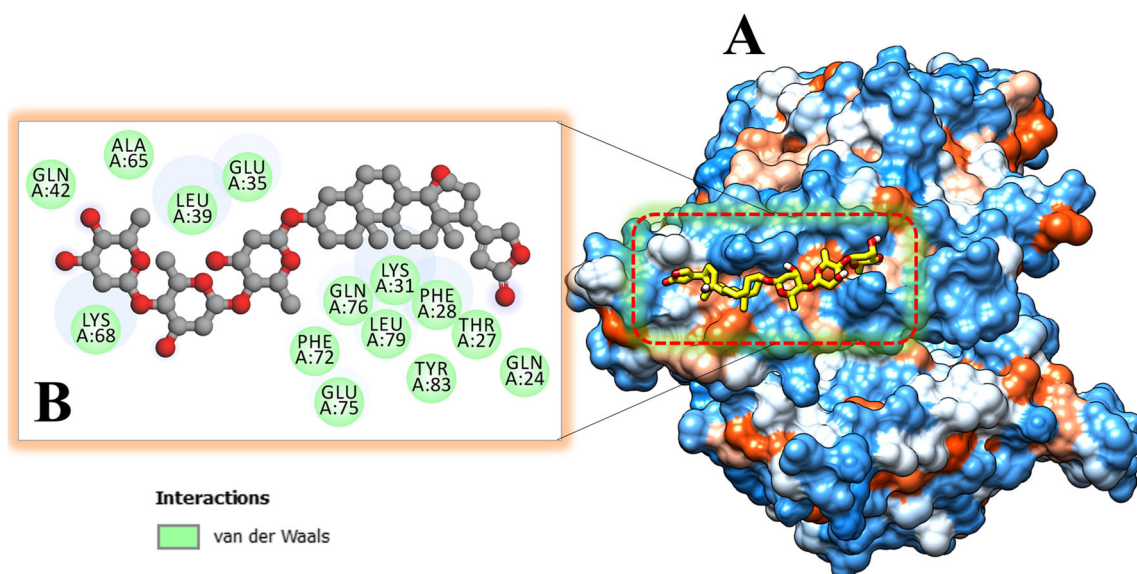 A
ALA
A:65
GLN
A:42
GLU
A:35
LEU
A:39
LYS
A:68
LYS
A:31
GLN
A:76
PHE
A:28
LEU
A:79
THR
A:27
PHE
A:72
TYR
A:83
GLN
A:24
GLU
A:75
B
Interactions
van der Waals